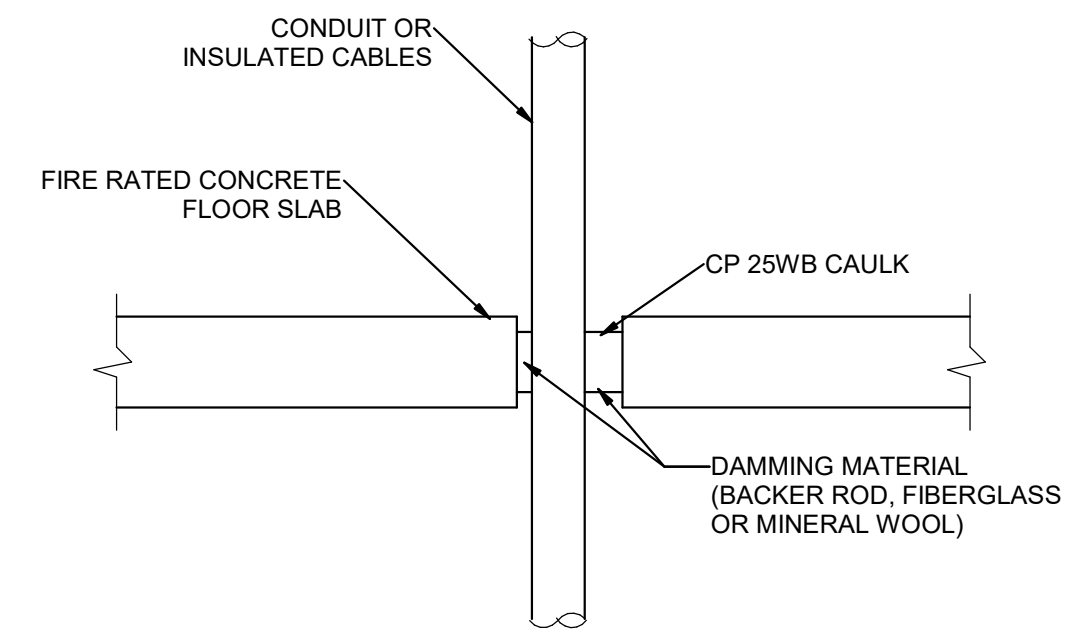 CONDUIT OR
INSULATED CABLES
FIRE RATED CONCRETE
FLOOR SLAB
CP 25WB CAULK
DAMMING MATERIAL
(BACKER ROD, FIBERGLASS
OR MINERAL WOOL)